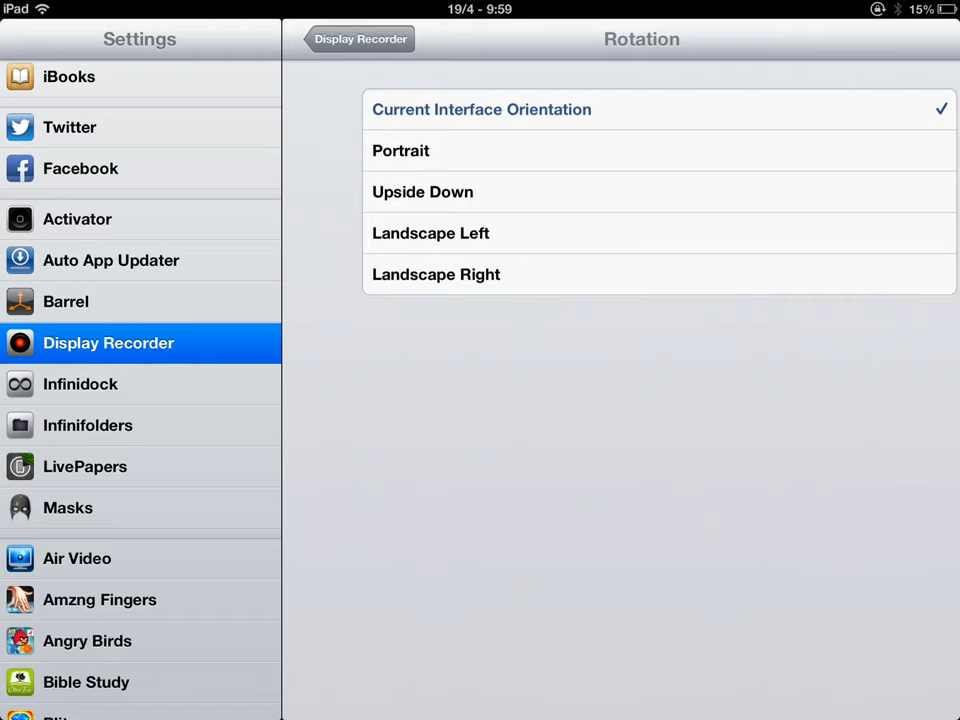 iPad 19/4 - 9:59 15%
Settings
Display Recorder
Rotation
iBooks
Twitter
Facebook
Activator
Auto App Updater
Barrel
Display Recorder
Infinidock
Infinifolders
LivePapers
Masks
Air Video
Amzng Fingers
Angry Birds
Bible Study
Current Interface Orientation
Portrait
Upside Down
Landscape Left
Landscape Right